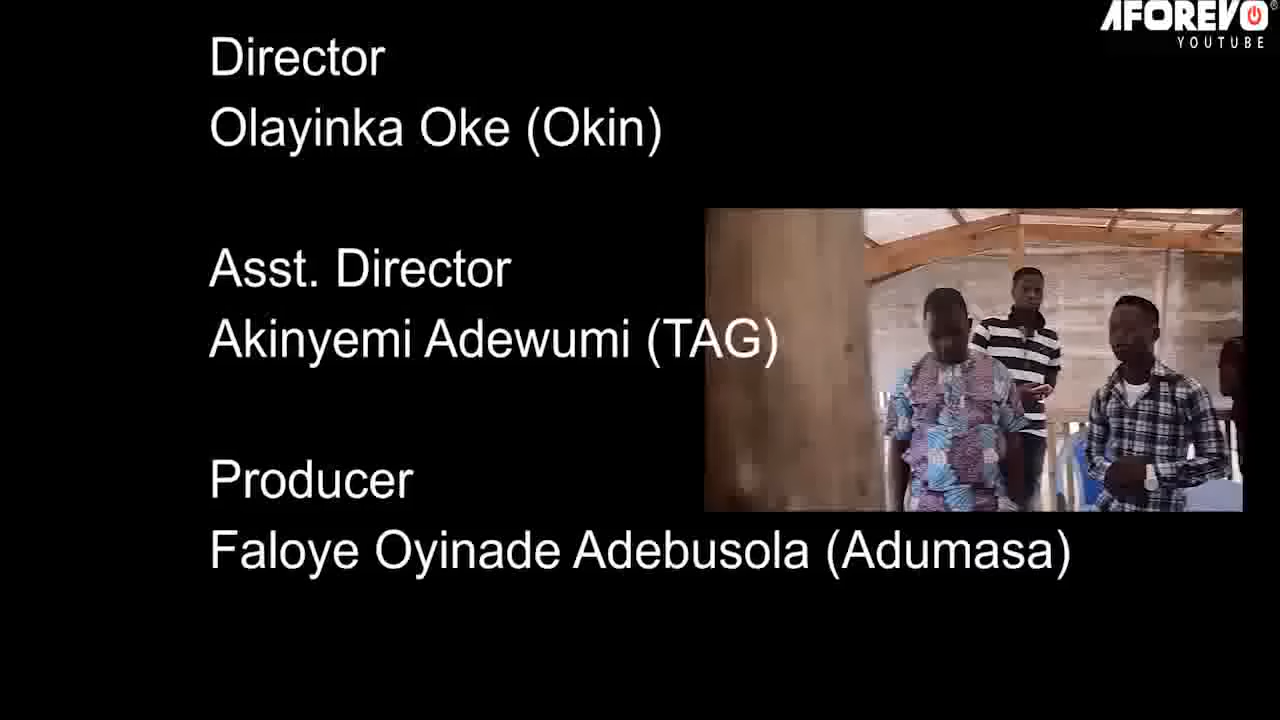 AFOREVO
YOUTUBE
Director
Olayinka Oke (Okin)
Asst. Director
Akinyemi Adewumi (TAG)
Producer
Faloye Oyinade Adebusola (Adumasa)